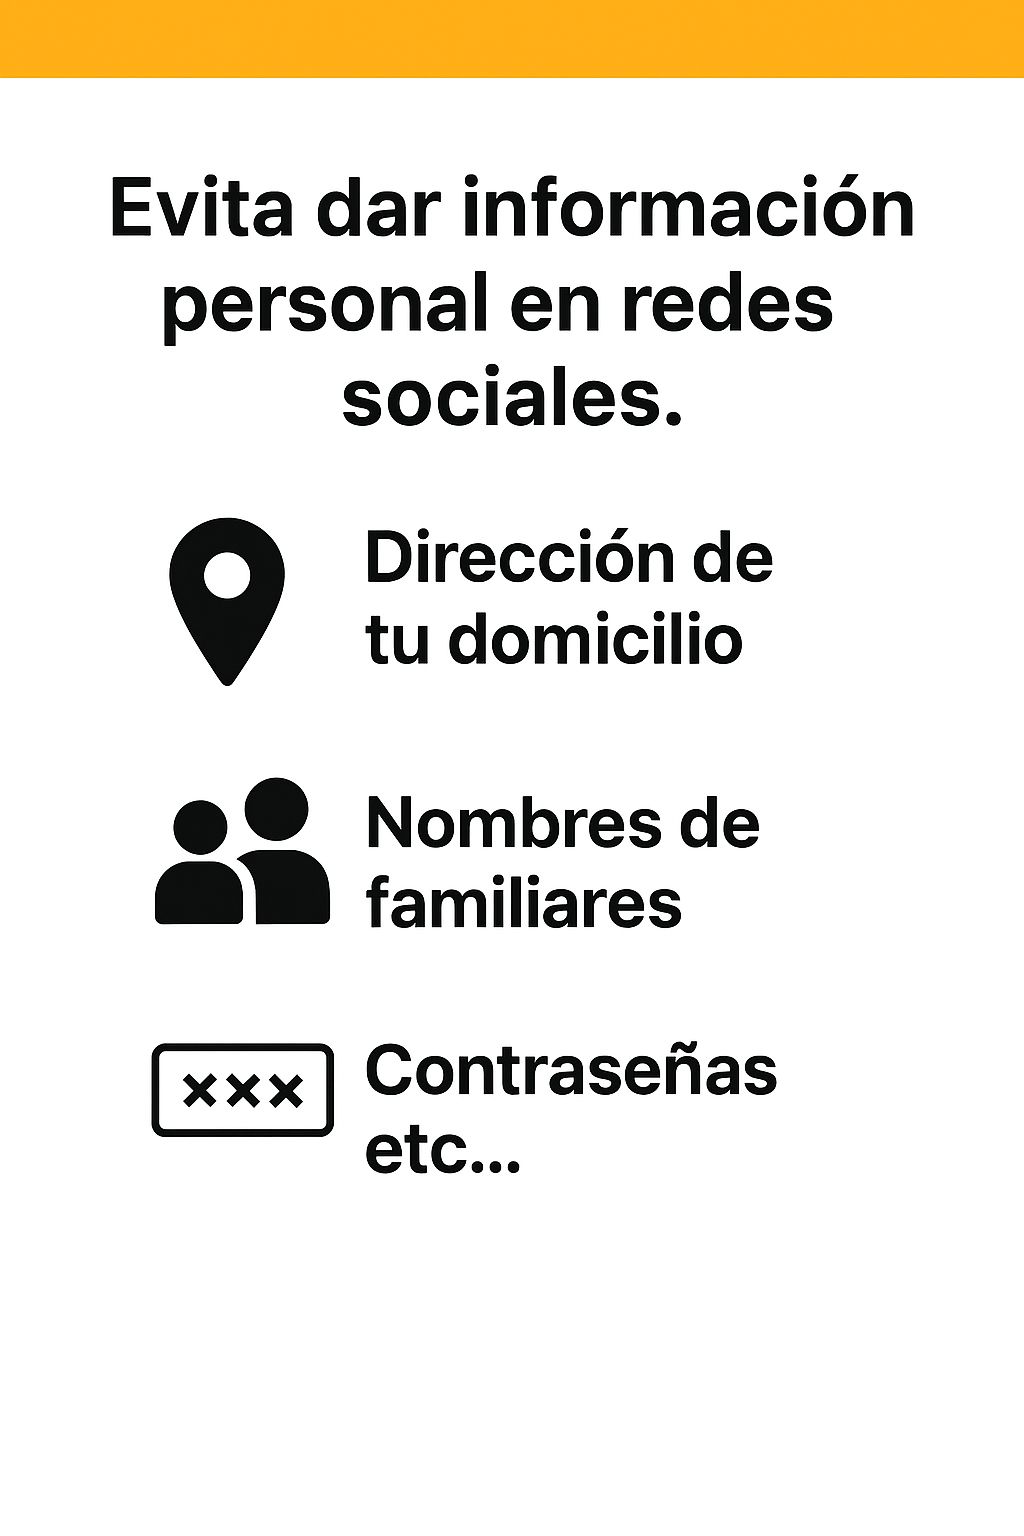 Evita dar información
personal en redes
sociales.
Dirección de
tu domicilio
Nombres de
familiares
×××
Contraseñas
etc...